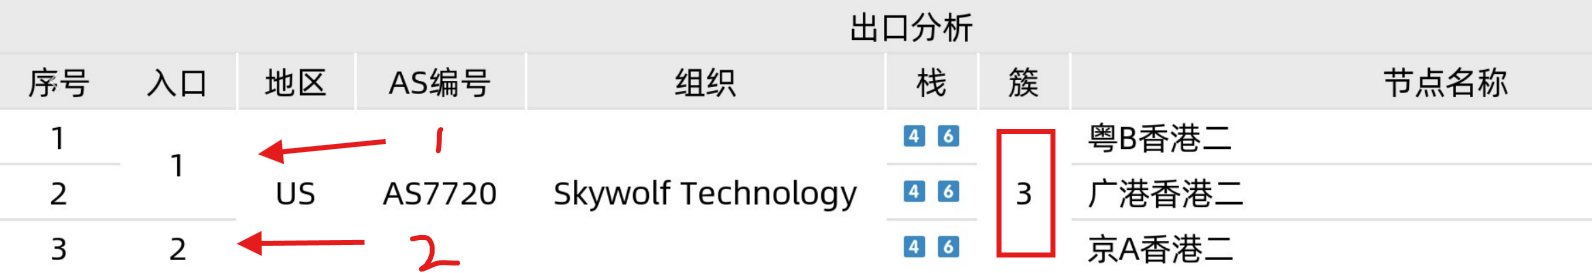 出口分析
序号 入口 地区 AS编号 组织 栈 簇 节点名称
1 1 4 6 粤B香港二
1
2 US AS7720 Skywolf Technology 4 6 3 广港香港二
3 2 2 4 6 京A香港二